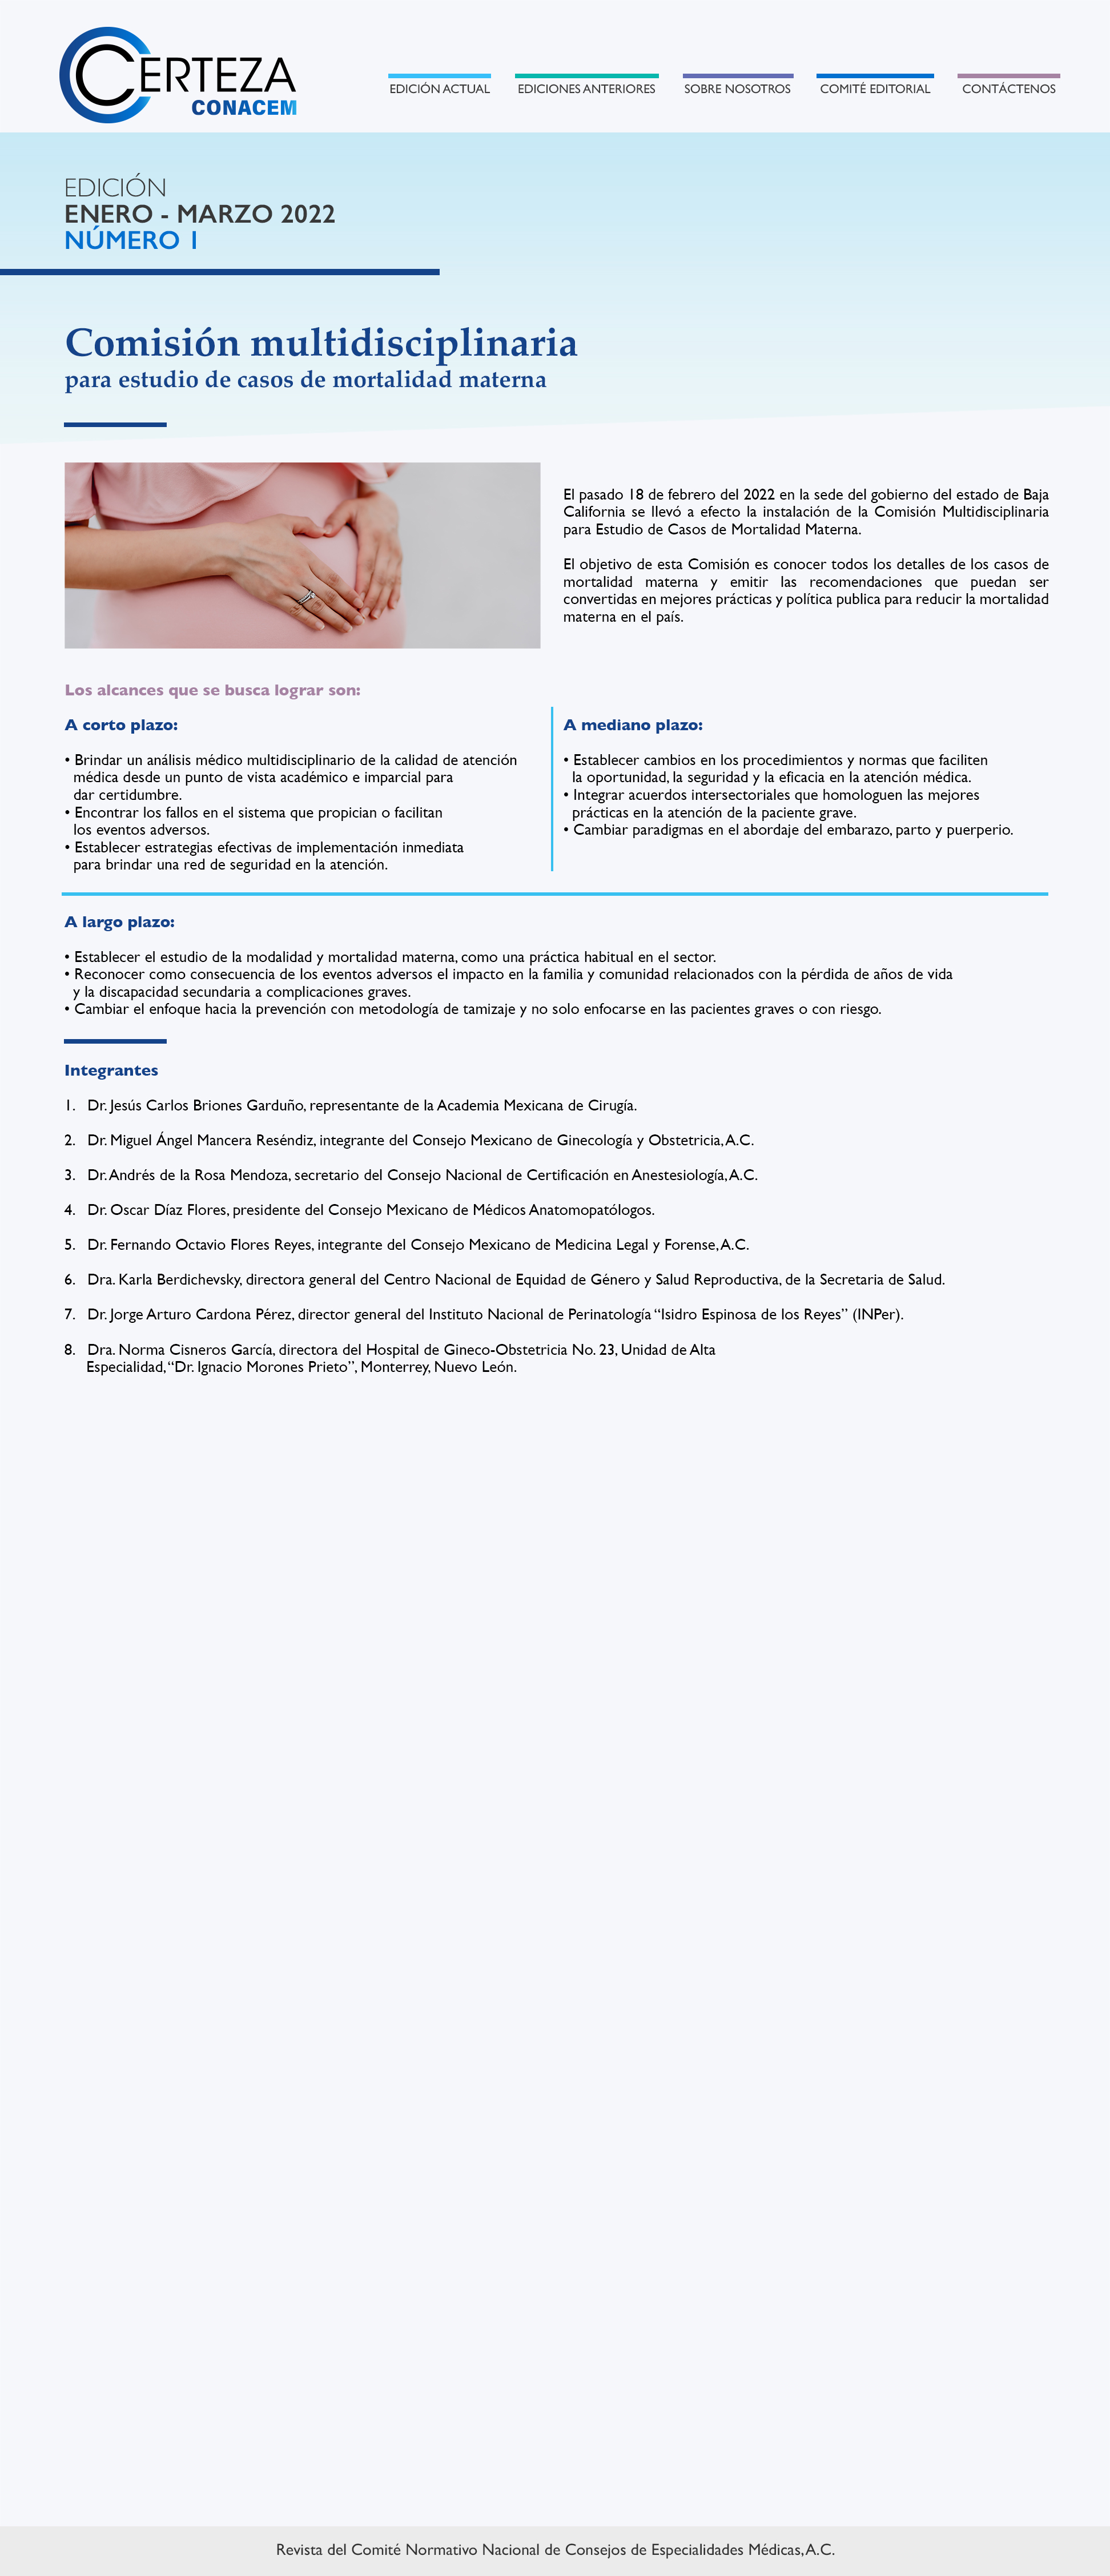 CERTEZA
CONACEM
EDICIÓN ACTUAL
EDICIONES ANTERIORES
SOBRE NOSOTROS
COMITÉ EDITORIAL
CONTÁCTENOS
EDICIÓN
ENERO - MARZO 2022
NÚMERO 1
Comisión multidisciplinaria
para estudio de casos de mortalidad materna
El pasado 18 de febrero del 2022 en la sede del gobierno del estado de Baja
California se llevó a efecto la instalación de la Comisión Multidisciplinaria
para Estudio de Casos de Mortalidad Materna.
El objetivo de esta Comisión es conocer todos los detalles de los casos de
mortalidad materna y emitir las recomendaciones que puedan ser
convertidas en mejores prácticas y política publica para reducir la mortalidad
materna en el país.
Los alcances que se busca lograr son:
A corto plazo:
• Brindar un análisis médico multidisciplinario de la calidad de atención
médica desde un punto de vista académico e imparcial para
dar certidumbre.
• Encontrar los fallos en el sistema que propician o facilitan
los eventos adversos.
• Establecer estrategias efectivas de implementación inmediata
para brindar una red de seguridad en la atención.
A mediano plazo:
• Establecer cambios en los procedimientos y normas que faciliten
la oportunidad, la seguridad y la eficacia en la atención médica.
• Integrar acuerdos intersectoriales que homologuen las mejores
prácticas en la atención de la paciente grave.
• Cambiar paradigmas en el abordaje del embarazo, parto y puerperio.
A largo plazo:
• Establecer el estudio de la modalidad y mortalidad materna, como una práctica habitual en el sector.
• Reconocer como consecuencia de los eventos adversos el impacto en la familia y comunidad relacionados con la pérdida de años de vida
y la discapacidad secundaria a complicaciones graves.
• Cambiar el enfoque hacia la prevención con metodología de tamizaje y no solo enfocarse en las pacientes graves o con riesgo.
Integrantes
1. Dr. Jesús Carlos Briones Garduño, representante de la Academia Mexicana de Cirugía.
2. Dr. Miguel Ángel Mancera Reséndiz, integrante del Consejo Mexicano de Ginecología y Obstetricia, A.C.
3. Dr. Andrés de la Rosa Mendoza, secretario del Consejo Nacional de Certificación en Anestesiología, A.C.
4. Dr. Oscar Díaz Flores, presidente del Consejo Mexicano de Médicos Anatomopatólogos.
5. Dr. Fernando Octavio Flores Reyes, integrante del Consejo Mexicano de Medicina Legal y Forense, A.C.
6. Dra. Karla Berdichevsky, directora general del Centro Nacional de Equidad de Género y Salud Reproductiva, de la Secretaria de Salud.
7. Dr. Jorge Arturo Cardona Pérez, director general del Instituto Nacional de Perinatología “Isidro Espinosa de los Reyes” (INPer).
8. Dra. Norma Cisneros García, directora del Hospital de Gineco-Obstetricia No. 23, Unidad de Alta
Especialidad, “Dr. Ignacio Morones Prieto”, Monterrey, Nuevo León.
Revista del Comité Normativo Nacional de Consejos de Especialidades Médicas, A.C.